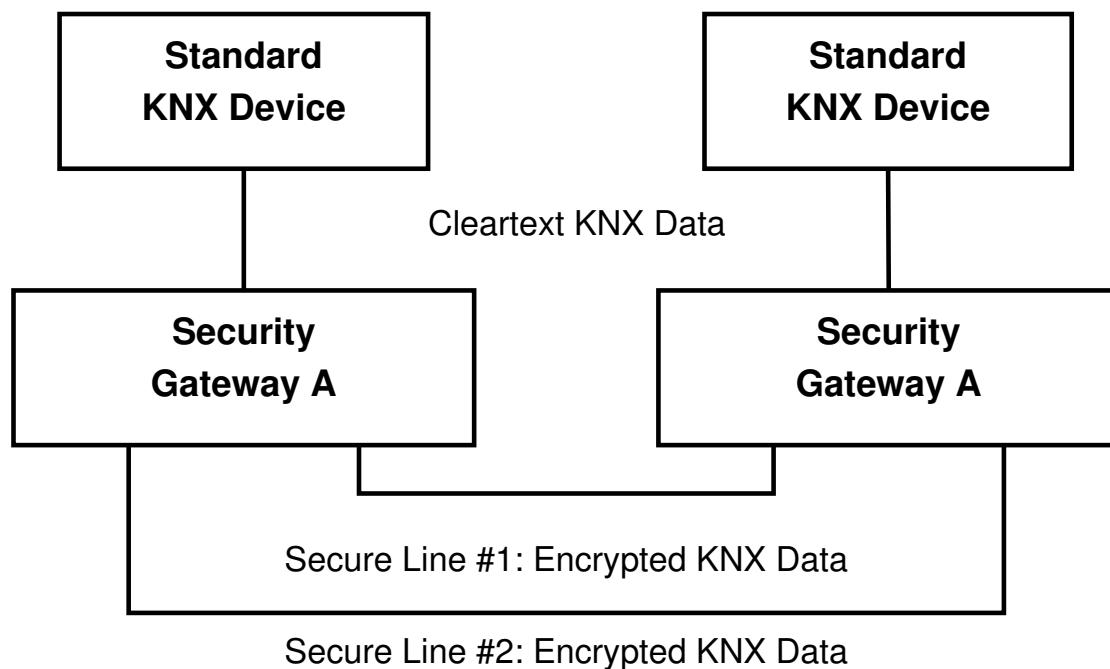 Standard
KNX Device
Standard
KNX Device
Cleartext KNX Data
Security
Gateway A
Security
Gateway A
Secure Line #1: Encrypted KNX Data
Secure Line #2: Encrypted KNX Data